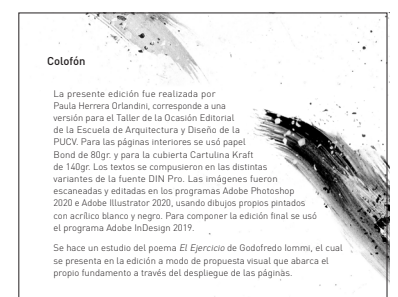 Colofón
La presente edición fue realizada por
Paula Herrera Orlandini, corresponde a una
versión para el Taller de la Ocasión Editorial
de la Escuela de Arquitectura y Diseño de la
PUCV. Para las páginas interiores se usó papel
Bond de 80gr. y para la cubierta Cartulina Kraft
de 140gr. Los textos se compusieron en las distintas
variantes de la fuente DIN Pro. Las imágenes fueron
escaneadas y editadas en los programas Adobe Photoshop
2020 e Adobe Illustrator 2020, usando dibujos propios pintados
con acrílico blanco y negro. Para componer la edición final se usó
el programa Adobe InDesign 2019.
Se hace un estudio del poema El Ejercicio de Godofredo Iommi, el cual
se presenta en la edición a modo de propuesta visual que abarca el
propio fundamento a través del despliegue de las páginas.